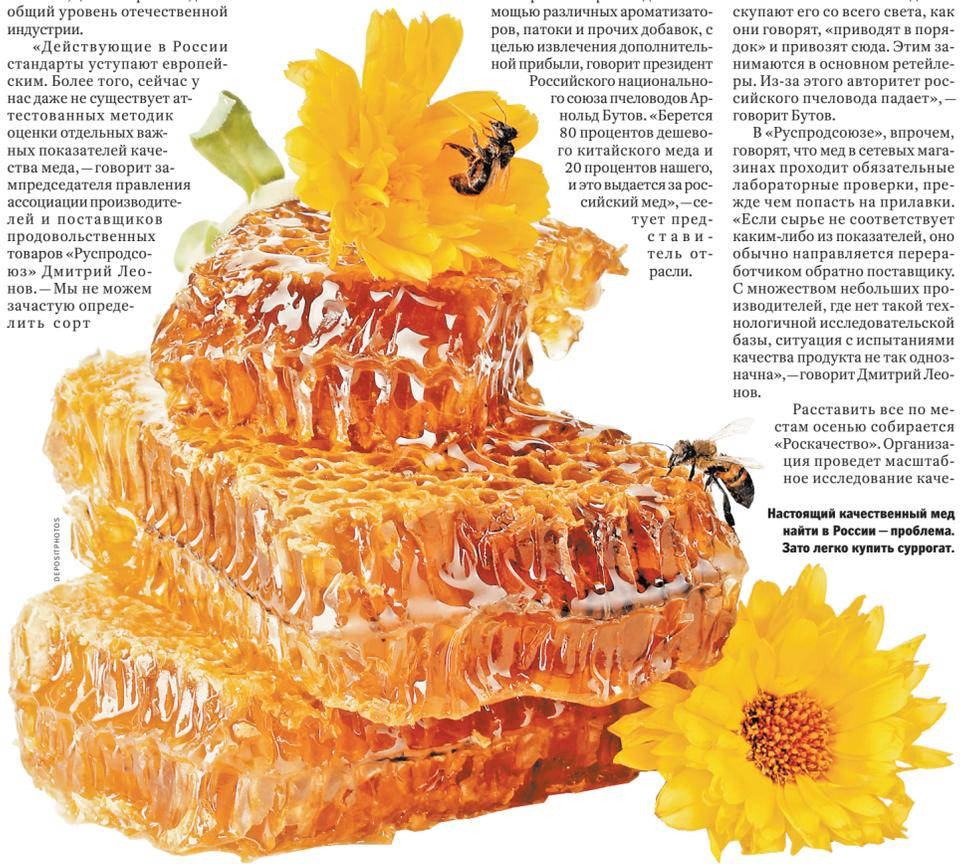 общий уровень отечественной
индустрии.
«Действующие в России
стандарты уступают европей-
ским. Более того, сейчас у
нас даже не существует ат-
тестованных методик
оценки отдельных важ-
ных показателей каче-
ства меда, — говорит за-
мпредседателя правления
ассоциации производите-
лей и поставщиков
продовольственных
товаров «Руспродсо-
юз» Дмитрий Лео-
нов. — Мы не можем
зачастую опреде-
лить сорт
мощью различных ароматизато-
ров, патоки и прочих добавок, с
целью извлечения дополнитель-
ной прибыли, говорит президент
Российского национально-
го союза пчеловодов Ар-
нольд Бутов. «Берется
80 процентов дешево-
го китайского меда и
20 процентов нашего,
и это выдается за рос-
сийский мед», — се-
тует пред-
стави-
тель от-
расли.
скупают его со всего света, как
они говорят, «приводят в поря-
док» и привозят сюда. Этим за-
нимаются в основном ретейле-
ры. Из-за этого авторитет рос-
сийского пчеловода падает», —
говорит Бутов.
В «Руспродсоюзе», впрочем,
говорят, что мед в сетевых мага-
зинах проходит обязательные
лабораторные проверки, пре-
жде чем попасть на прилавки.
«Если сырье не соответствует
каким-либо из показателей, оно
обычно направляется перера-
ботчиком обратно поставщику.
С множеством небольших про-
изводителей, где нет такой тех-
нологичной исследовательской
базы, ситуация с испытаниями
качества продукта не так однoз-
начна», — говорит Дмитрий Лео-
нов.
Расставить все по ме-
стам осенью собирается
«Роскачество». Организа-
ция проведет масштаб-
ное исследование каче-
Настоящий качественный мед
найти в России — проблема.
Зато легко купить суррогат.
DEPOSITPHOTOS